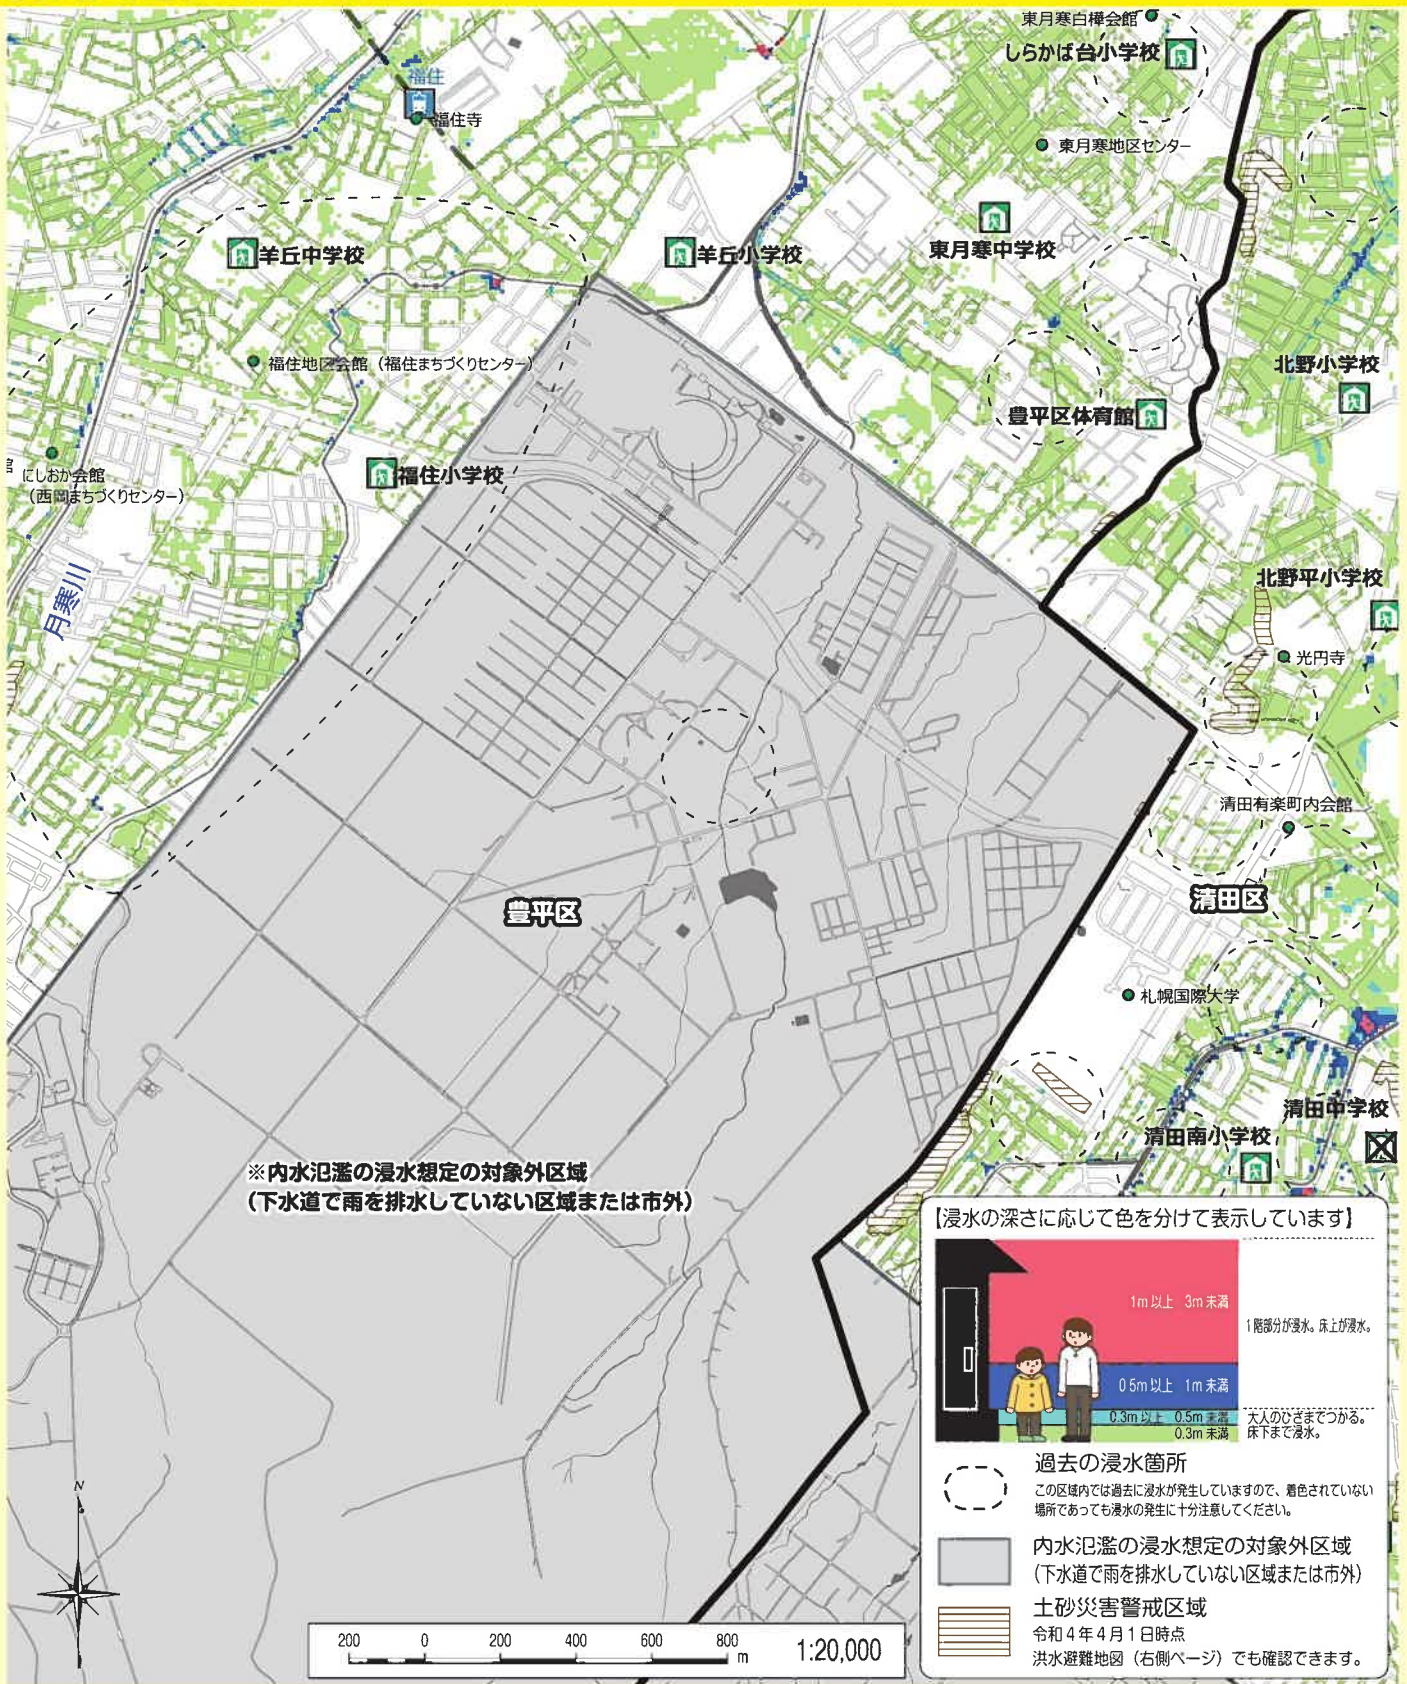 東月寒白樺会館
しらかば台小学校
福住
福住寺
東月寒地区センター
羊丘中学校
羊丘小学校
東月寒中学校
福住地区会館（福住まちづくりセンター）
北野小学校
豊平区体育館
館
にしおか会館
（西岡まちづくりセンター）
福住小学校
月寒川
北野平小学校
光円寺
清田有楽町内会館
豊平区
清田区
札幌国際大学
清田中学校
清田南小学校
※内水氾濫の浸水想定の対象外区域
（下水道で雨を排水していない区域または市外）
【浸水の深さに応じて色を分けて表示しています】
1m以上 3m未満
1階部分が浸水。床上が浸水。
0.5m以上 1m未満
0.3m以上 0.5m未満
0.3m未満
大人のひざまでつかる。
床下まで浸水。
過去の浸水箇所
この区域内では過去に浸水が発生していますので、着色されていない
場所であっても浸水の発生に十分注意してください。
内水氾濫の浸水想定の対象外区域
（下水道で雨を排水していない区域または市外）
土砂災害警戒区域
令和4年4月1日時点
洪水避難地図（右側ページ）でも確認できます。
N
200 0 200 400 600 800 m
1:20,000